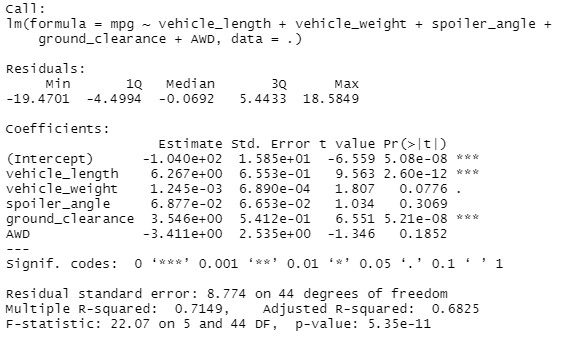 Call:
lm(formula = mpg ~ vehicle_length + vehicle_weight + spoiler_angle +
    ground_clearance + AWD, data = .)
Residuals:
     Min       1Q   Median       3Q      Max
-19.4701  -4.4994  -0.0692   5.4433  18.5849
Coefficients:
                   Estimate Std. Error t value Pr(>|t|)
(Intercept)      -1.040e+02  1.585e+01  -6.559 5.08e-08 ***
vehicle_length    6.267e+00  6.553e-01   9.563 2.60e-12 ***
vehicle_weight    1.245e-03  6.890e-04   1.807   0.0776 .
spoiler_angle     6.877e-02  6.653e-02   1.034   0.3069
ground_clearance  3.546e+00  5.412e-01   6.551 5.21e-08 ***
AWD              -3.411e+00  2.535e+00  -1.346   0.1852
---
Signif. codes:  0 ‘***’ 0.001 ‘**’ 0.01 ‘*’ 0.05 ‘.’ 0.1 ‘ ’ 1
Residual standard error: 8.774 on 44 degrees of freedom
Multiple R-squared:  0.7149,    Adjusted R-squared:  0.6825
F-statistic: 22.07 on 5 and 44 DF,  p-value: 5.35e-11